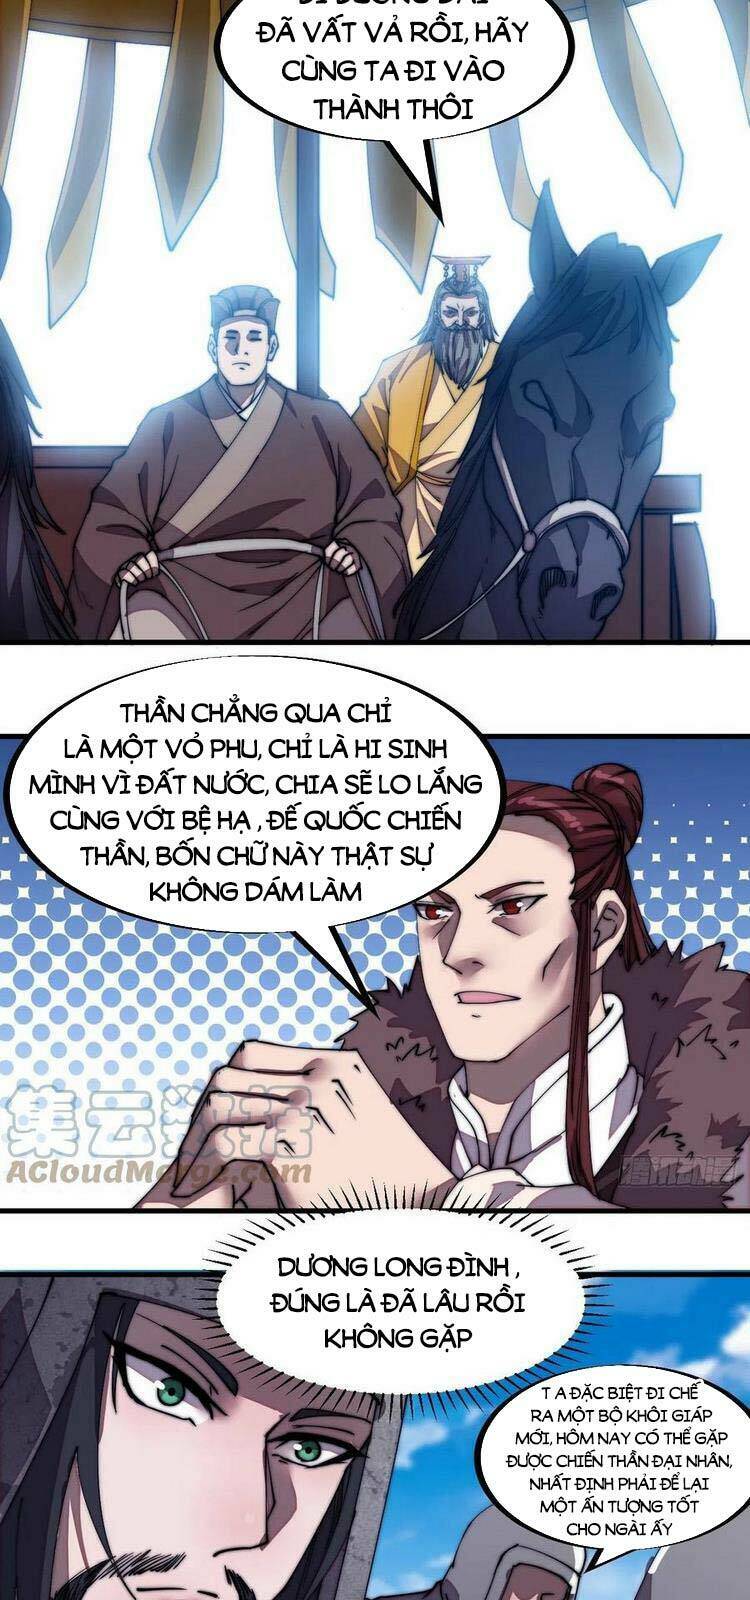 ĐÃ VẤT VẢ RỒI, HÃY
CÙNG TA ĐI VÀO
THÀNH THÔI
THẦN CHẲNG QUA CHỈ
LÀ MỘT VỎ PHU, CHỈ LÀ HI SINH
MÌNH VÌ ĐẤT NƯỚC, CHIA SẼ LO LẮNG
CÙNG VỚI BỆ HẠ , ĐẾ QUỐC CHIẾN
THẦN, BỐN CHỮ NÀY THẬT SỰ
KHÔNG DÁM LÀM
集云数据
ACloudMerge.com
DƯƠNG LONG ĐÌNH ,
ĐÚNG LÀ ĐÃ LÂU RỒI
KHÔNG GẶP
T A ĐẶC BIỆT ĐI CHẾ
RA MỘT BỘ KHÔI GIÁP
MỚI, HÔM NAY CÓ THỂ GẶP
ĐƯỢC CHIẾN THẦN ĐẠI NHÂN,
NHẤT ĐỊNH PHẢI ĐỂ LẠI
MỘT ẤN TƯỢNG TỐT
CHO NGÀI ẤY